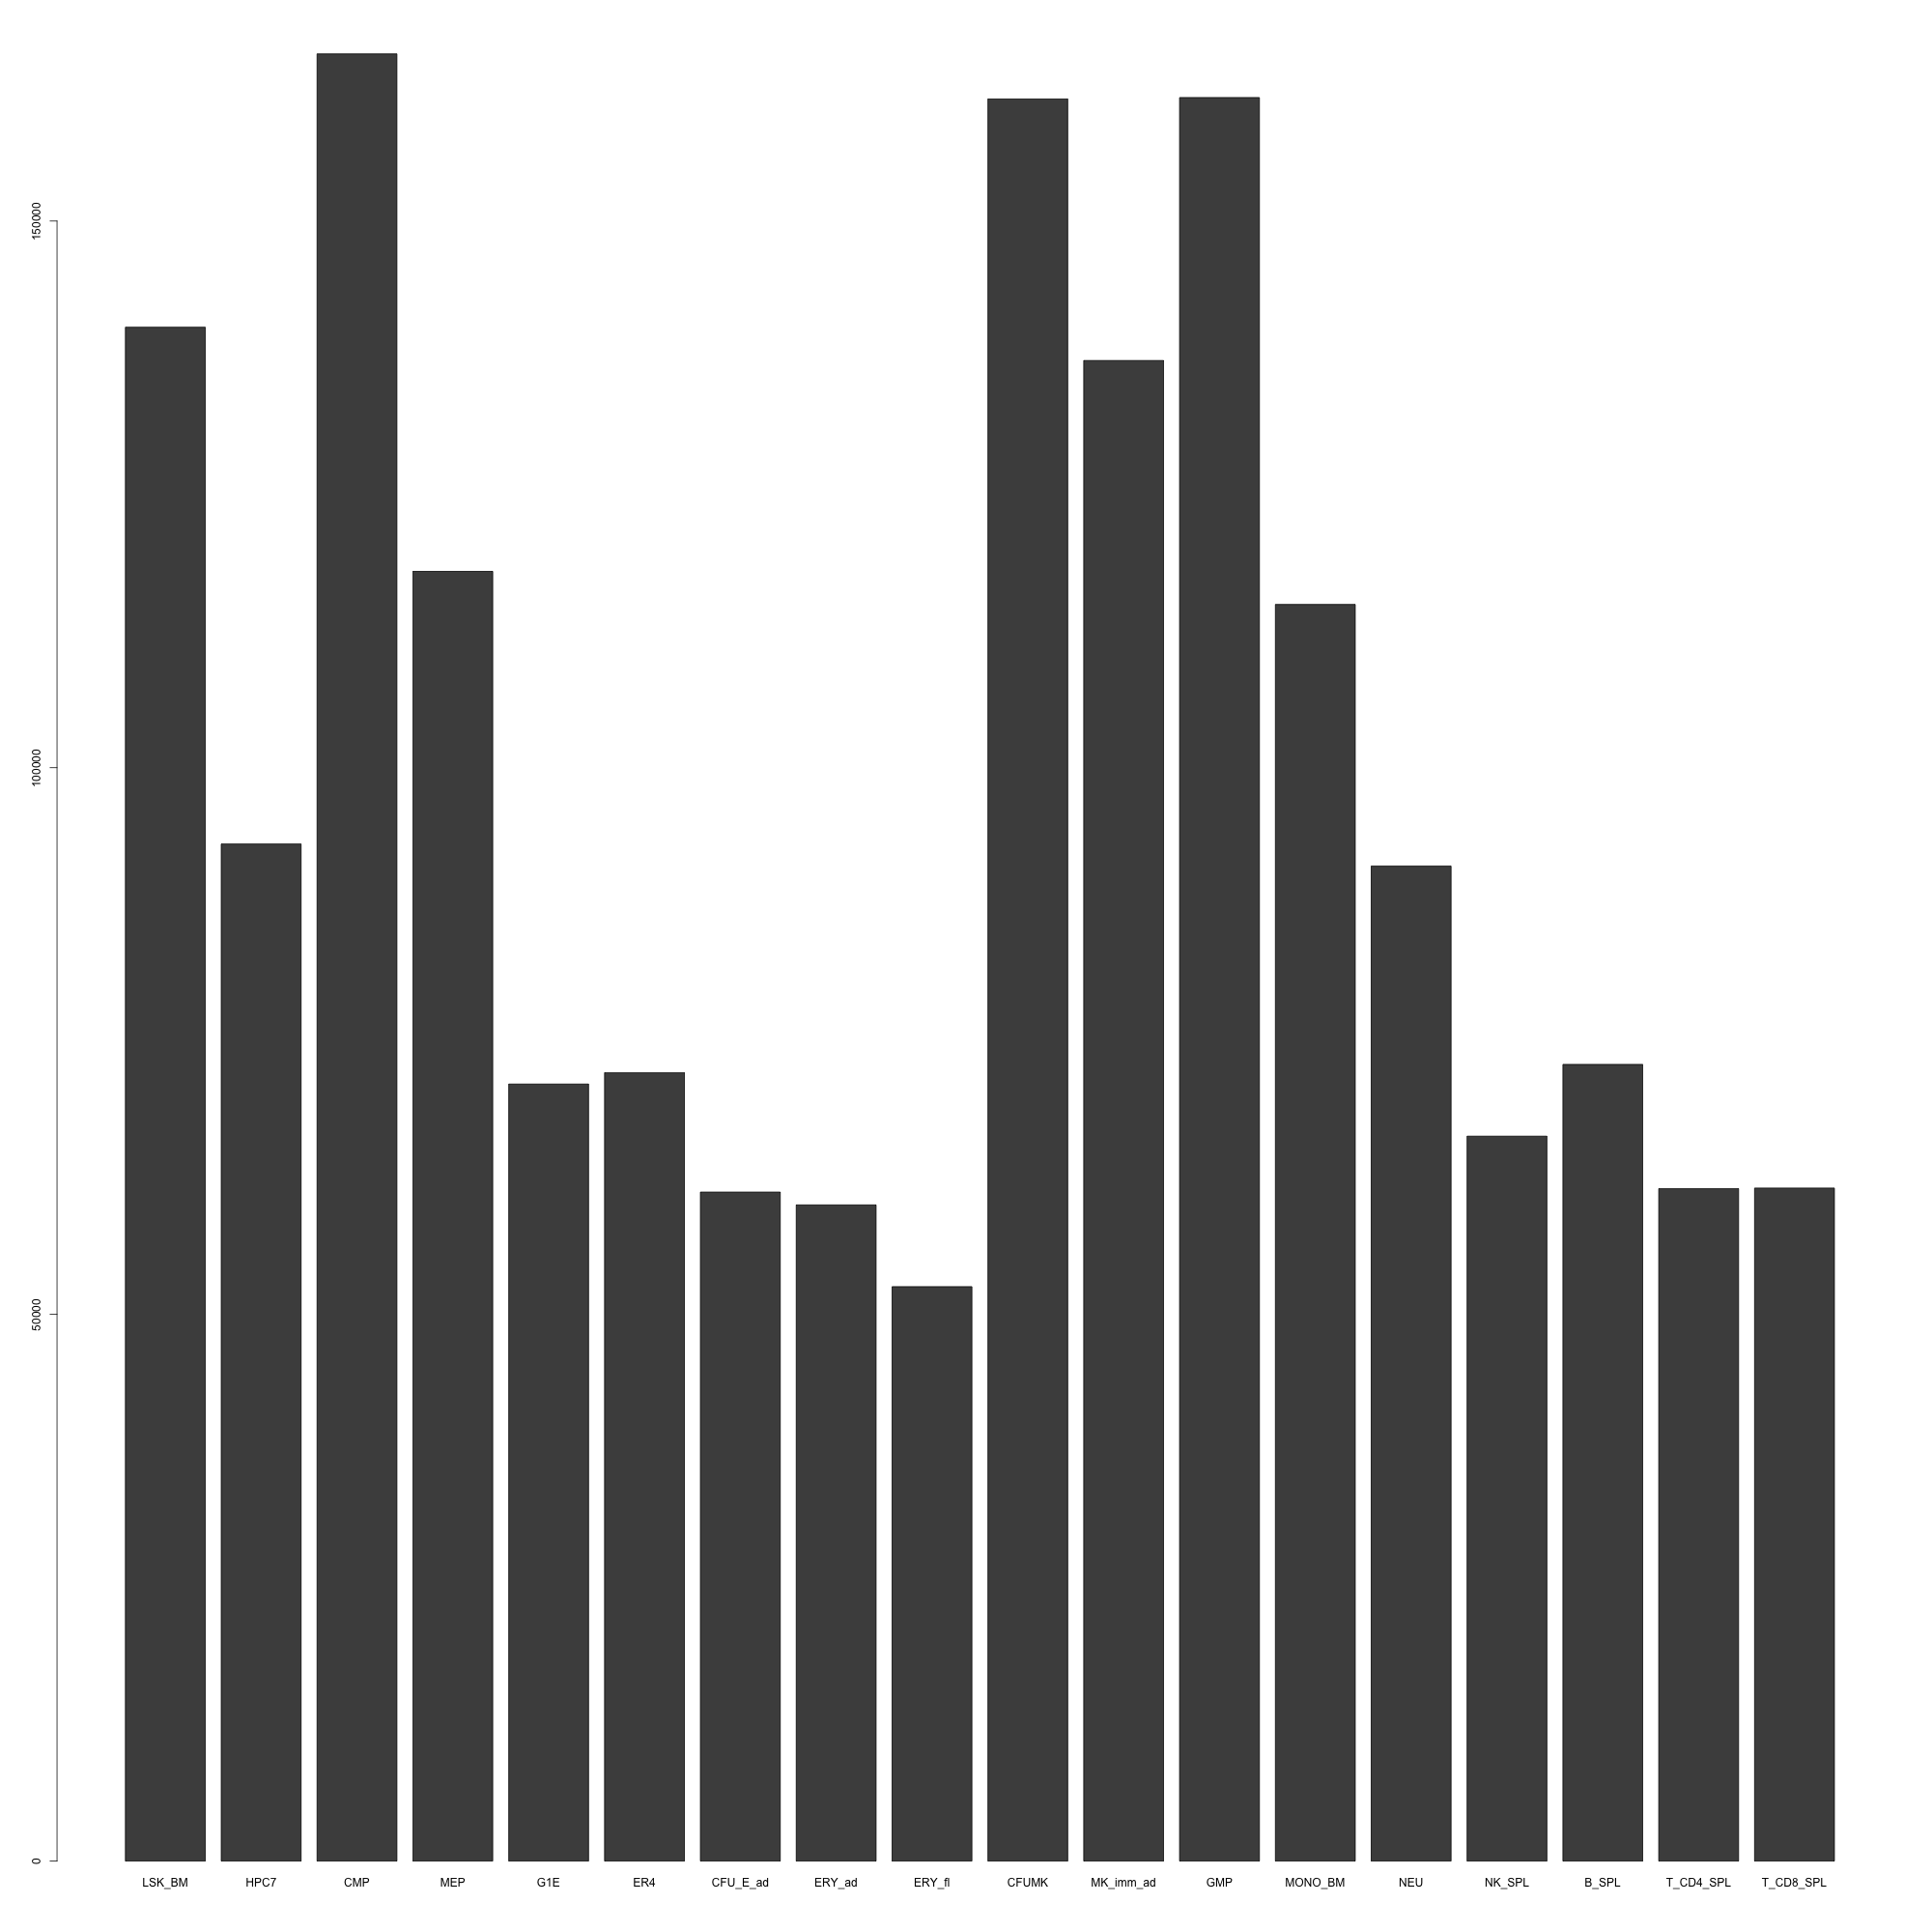 150000
100000
50000
0
LSK_BM HPC7 CMP MEP G1E ER4 CFU_E_ad ERY_ad ERY_fl CFUMK MK_imm_ad GMP MONO_BM NEU NK_SPL B_SPL T_CD4_SPL T_CD8_SPL